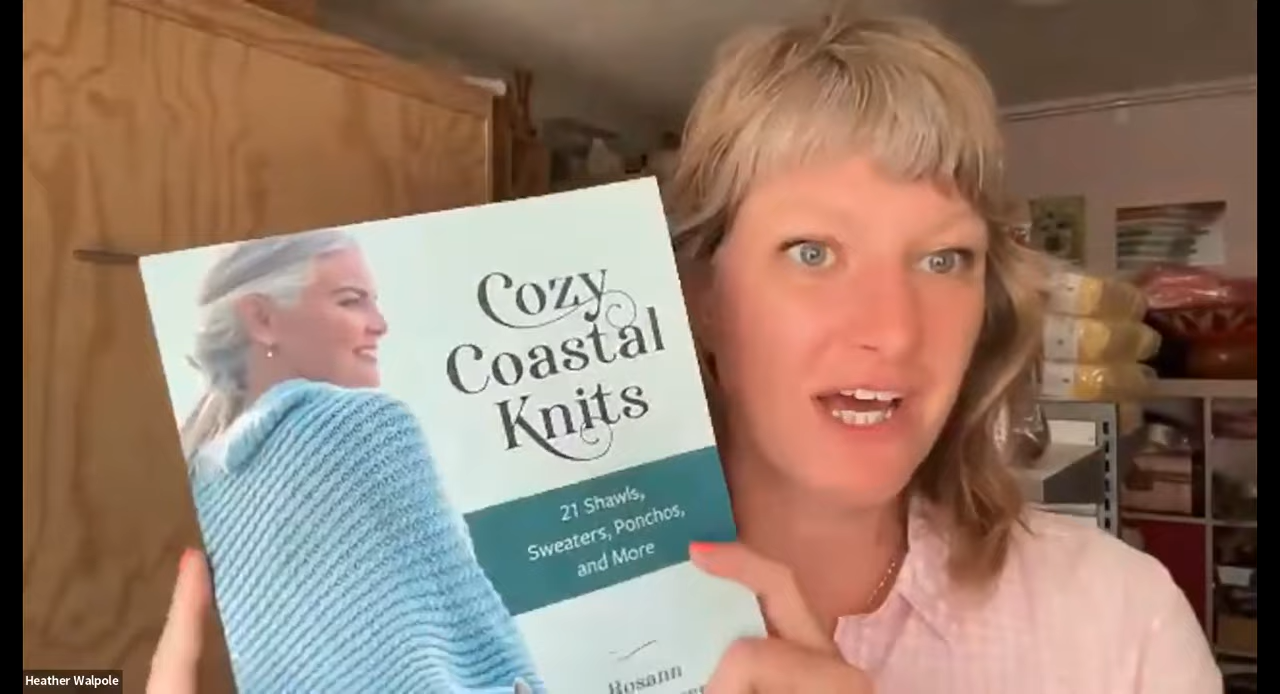 Cozy
Coastal
Knits
21 Shawls,
Sweaters, Ponchos,
and More
Rosann
Heather Walpole